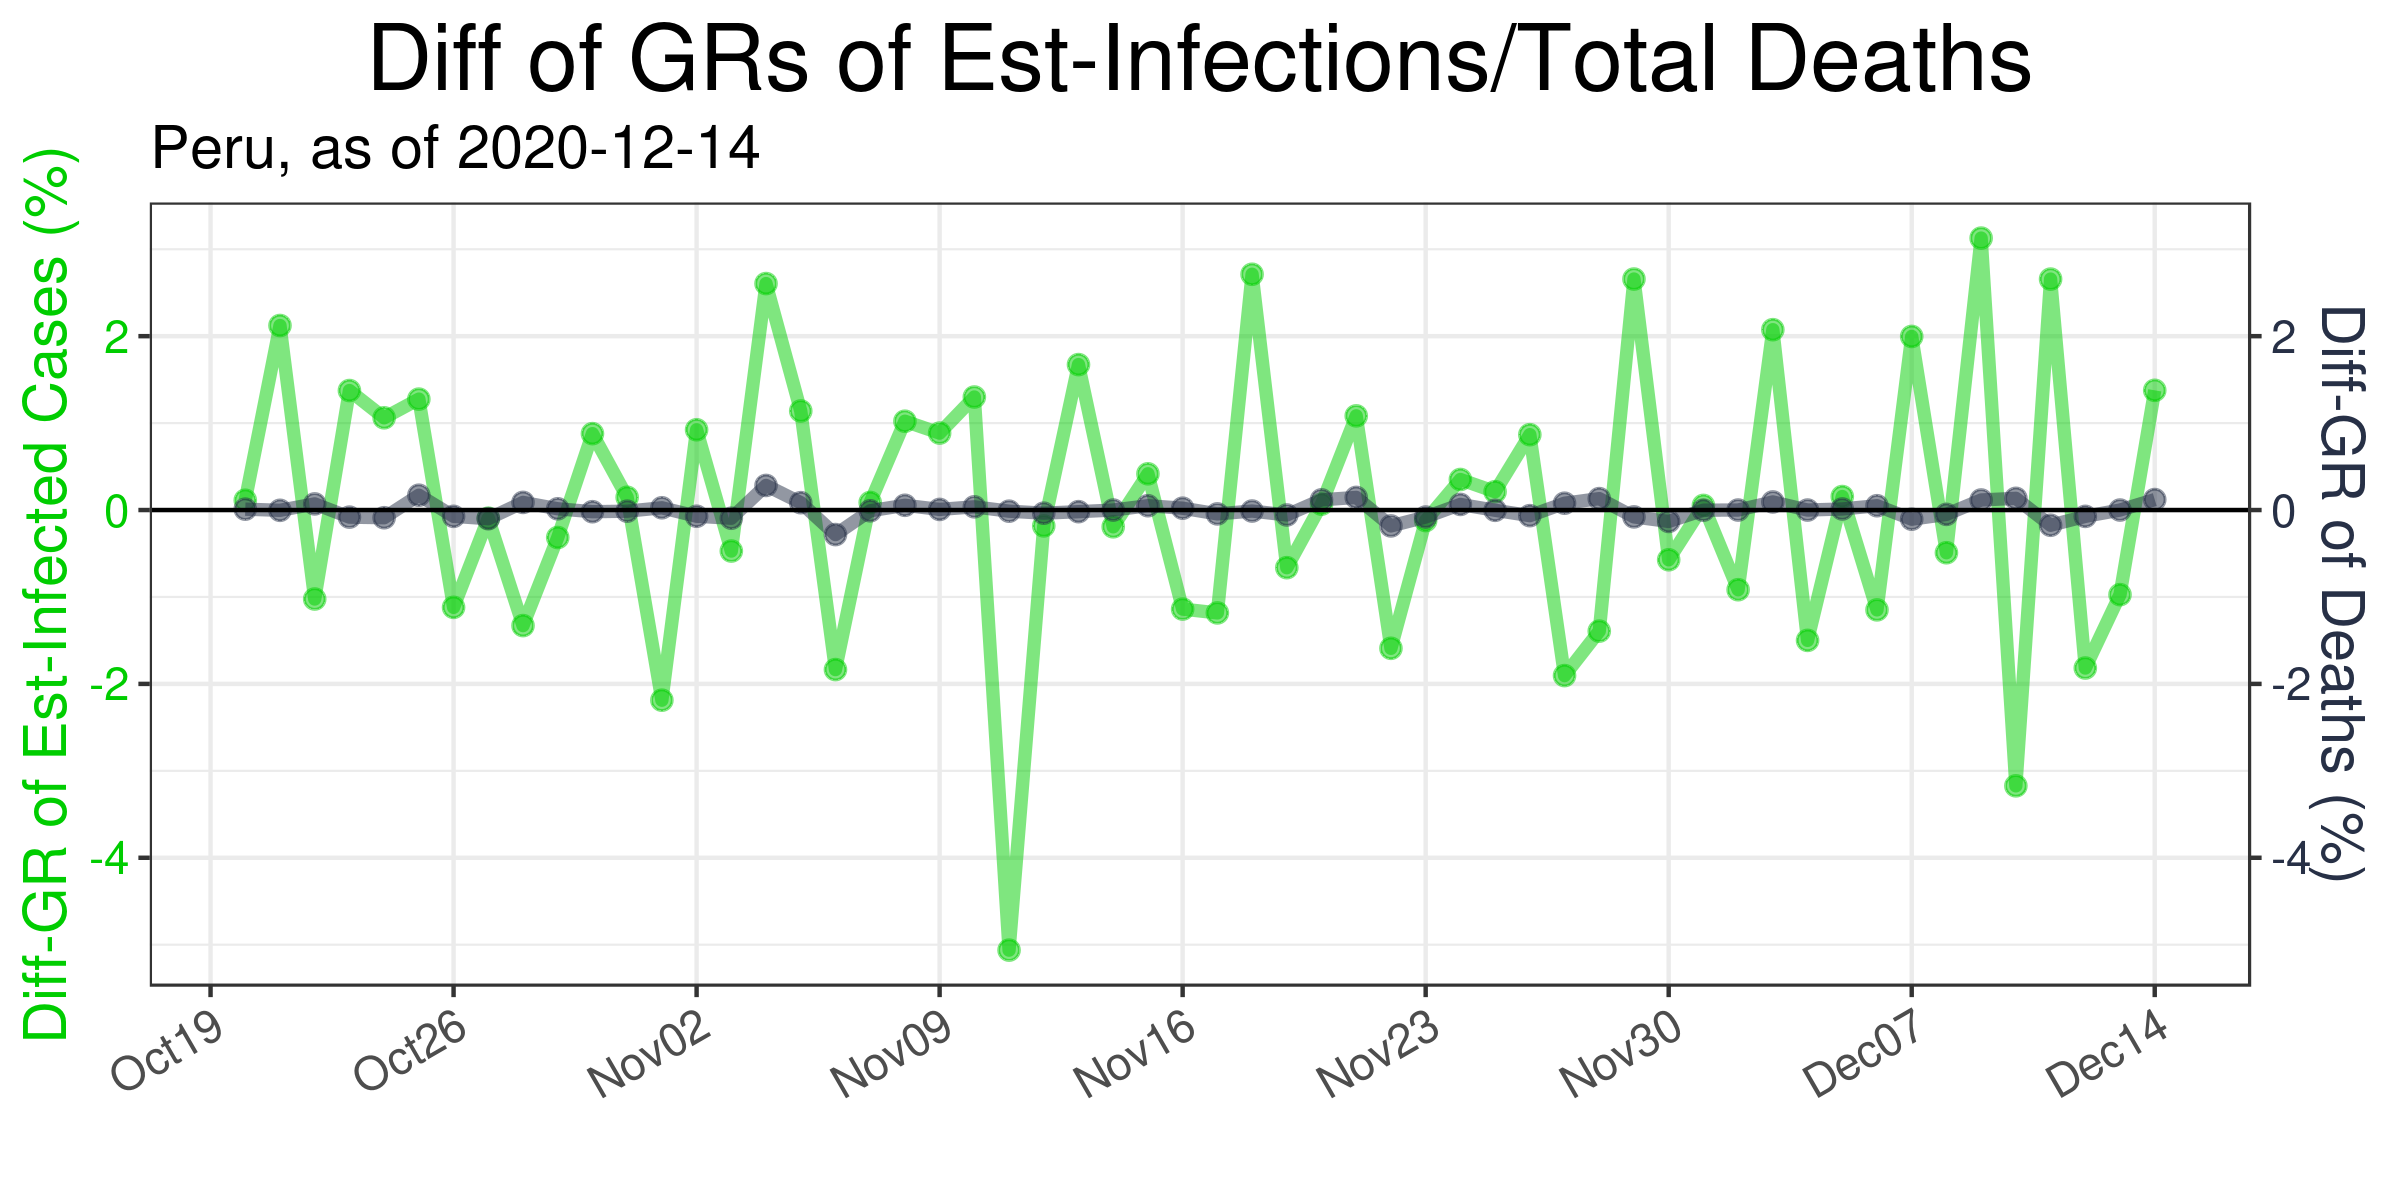 Diff of GRs of Est-Infections/Total Deaths
Peru, as of 2020-12-14
Diff-GR of Est-Infected Cases (%)
2
0
-2
-4
2
0
-2
-4
Diff-GR of Deaths (%)
Oct19
Oct26
Nov02
Nov09
Nov16
Nov23
Nov30
Dec07
Dec14